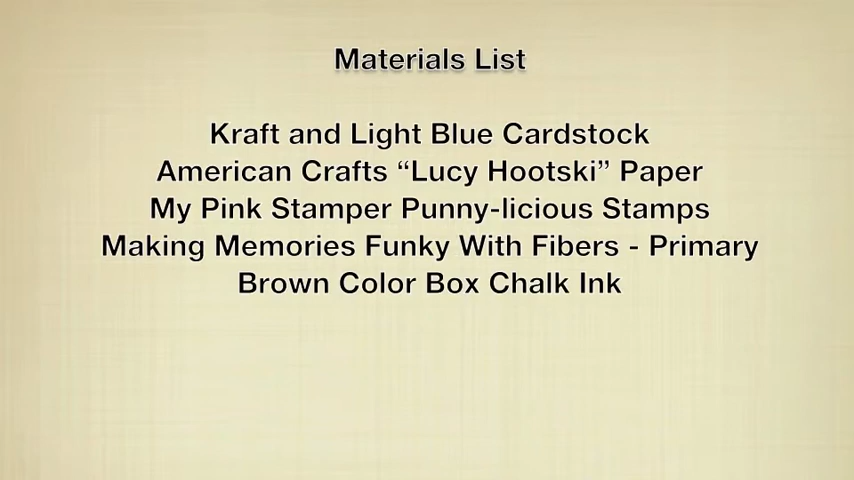 Materials List
Kraft and Light Blue Cardstock
American Crafts “Lucy Hootski” Paper
My Pink Stamper Punny-licious Stamps
Making Memories Funky With Fibers - Primary
Brown Color Box Chalk Ink